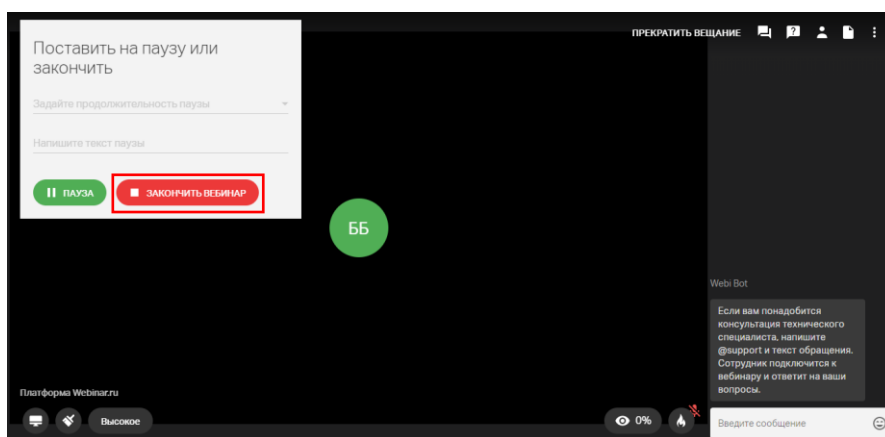 Поставить на паузу или
закончить
Задайте продолжительность паузы
Напишите текст паузы
ПАУЗА
ЗАКОНЧИТЬ ВЕБИНАР
ПРЕКРАТИТЬ ВЕЩАНИЕ
?
ББ
Webi Bot
Если вам понадобится
консультация технического
специалиста, напишите
@support и текст обращения.
Сотрудник подключится к
вебинару и ответит на ваши
вопросы.
Платформа Webinar.ru
Высокое
0%
Введите сообщение